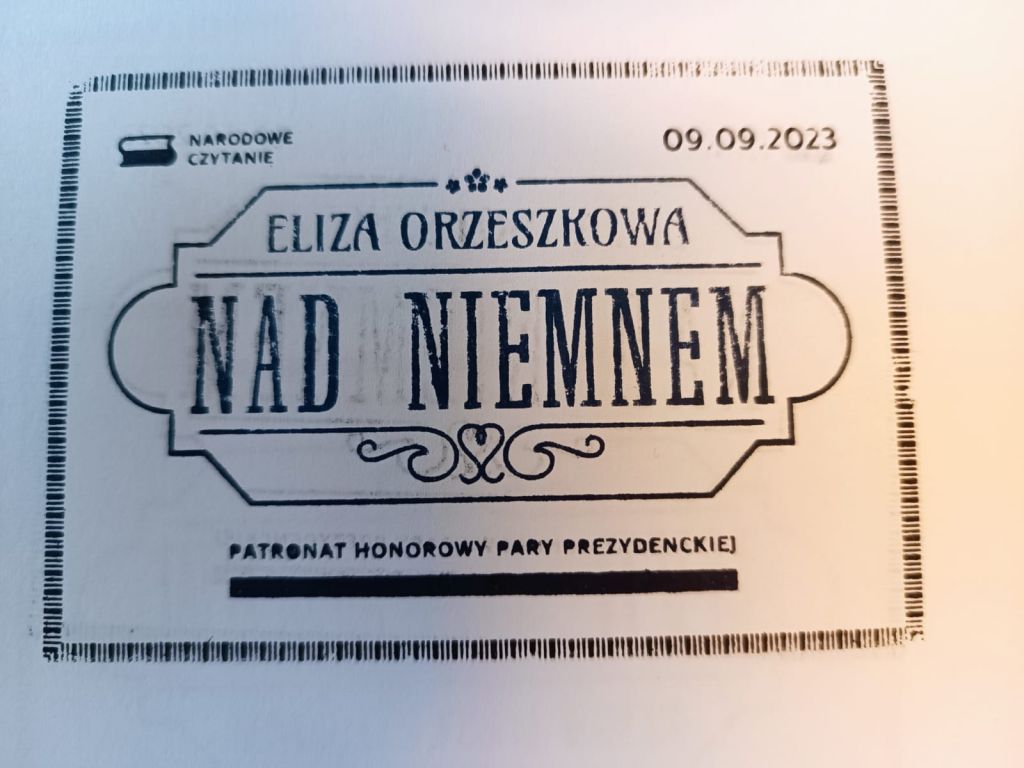 NARODOWE
CZYTANIE
09.09.2023
ELIZA ORZESZKOWA
NAD NIEMNEM
PATRONAT HONOROWY PARY PREZYDENCKIEJ